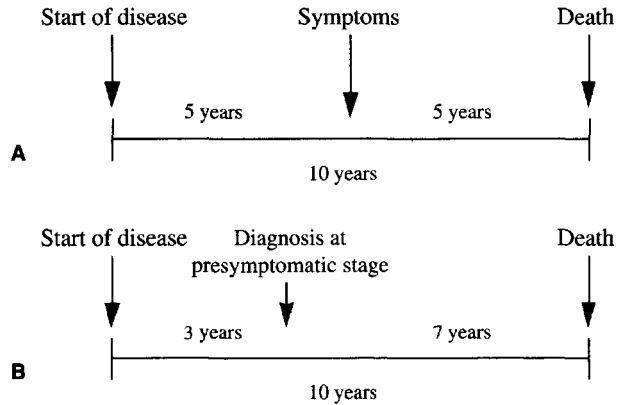 Start of disease
Symptoms
Death
5 years
5 years
A
10 years
Start of disease
Diagnosis at
presymptomatic stage
Death
3 years
7 years
B
10 years